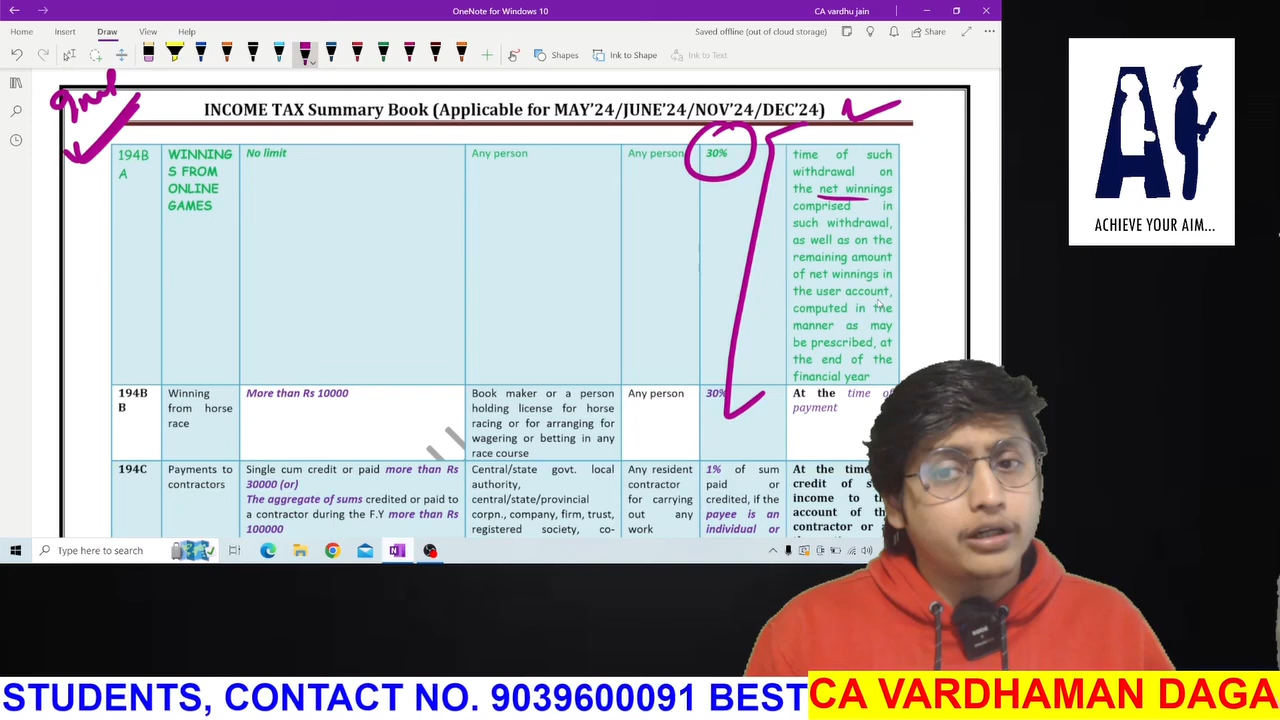 OneNote for Windows 10
CA vardhu jain
Home Insert Draw View Help
Saved offline (out of cloud storage)
Share
Shapes
Ink to Shape
Ink to Text
INCOME TAX Summary Book (Applicable for MAY'24/JUNE'24/NOV'24/DEC'24)
194B
A
WINNING
S FROM
ONLINE
GAMES
No limit
Any person
Any person
30%
time of such
withdrawal on
the net winnings
comprised in
such withdrawal,
as well as on the
remaining amount
of net winnings in
the user account,
computed in the
manner as may
be prescribed, at
the end of the
financial year
194B
B
Winning
from horse
race
More than Rs 10000
Book maker or a person
holding license for horse
racing or for arranging for
wagering or betting in any
race course
Any person
30%
At the time of
payment
194C
Payments to
contractors
Single cum credit or paid more than Rs
30000 (or)
The aggregate of sums credited or paid to
a contractor during the F.Y more than Rs
100000
Central/state govt. local
authority,
central/state/provincial
corpn., company, firm, trust,
registered society, co-
Any resident
contractor
for carrying
out any
work
1% of sum
paid or
credited, if the
payee is an
individual or
At the time
credit of
income to
account of the
contractor or
Type here to search
ACHIEVE YOUR AIM...
STUDENTS, CONTACT NO. 9039600091 BEST
CA VARDHAMAN DAGA